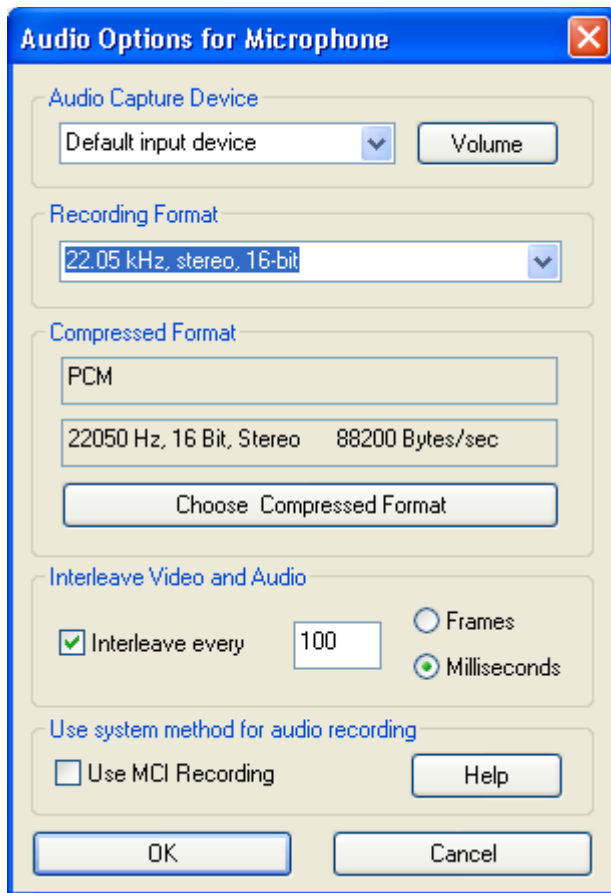 Audio Options for Microphone
Audio Capture Device
Default input device Volume
Recording Format
22.05 kHz, stereo, 16-bit
Compressed Format
PCM
22050 Hz, 16 Bit, Stereo 88200 Bytes/sec
Choose Compressed Format
Interleave Video and Audio
Interleave every 100
Frames
Milliseconds
Use system method for audio recording
Use MCI Recording Help
OK Cancel